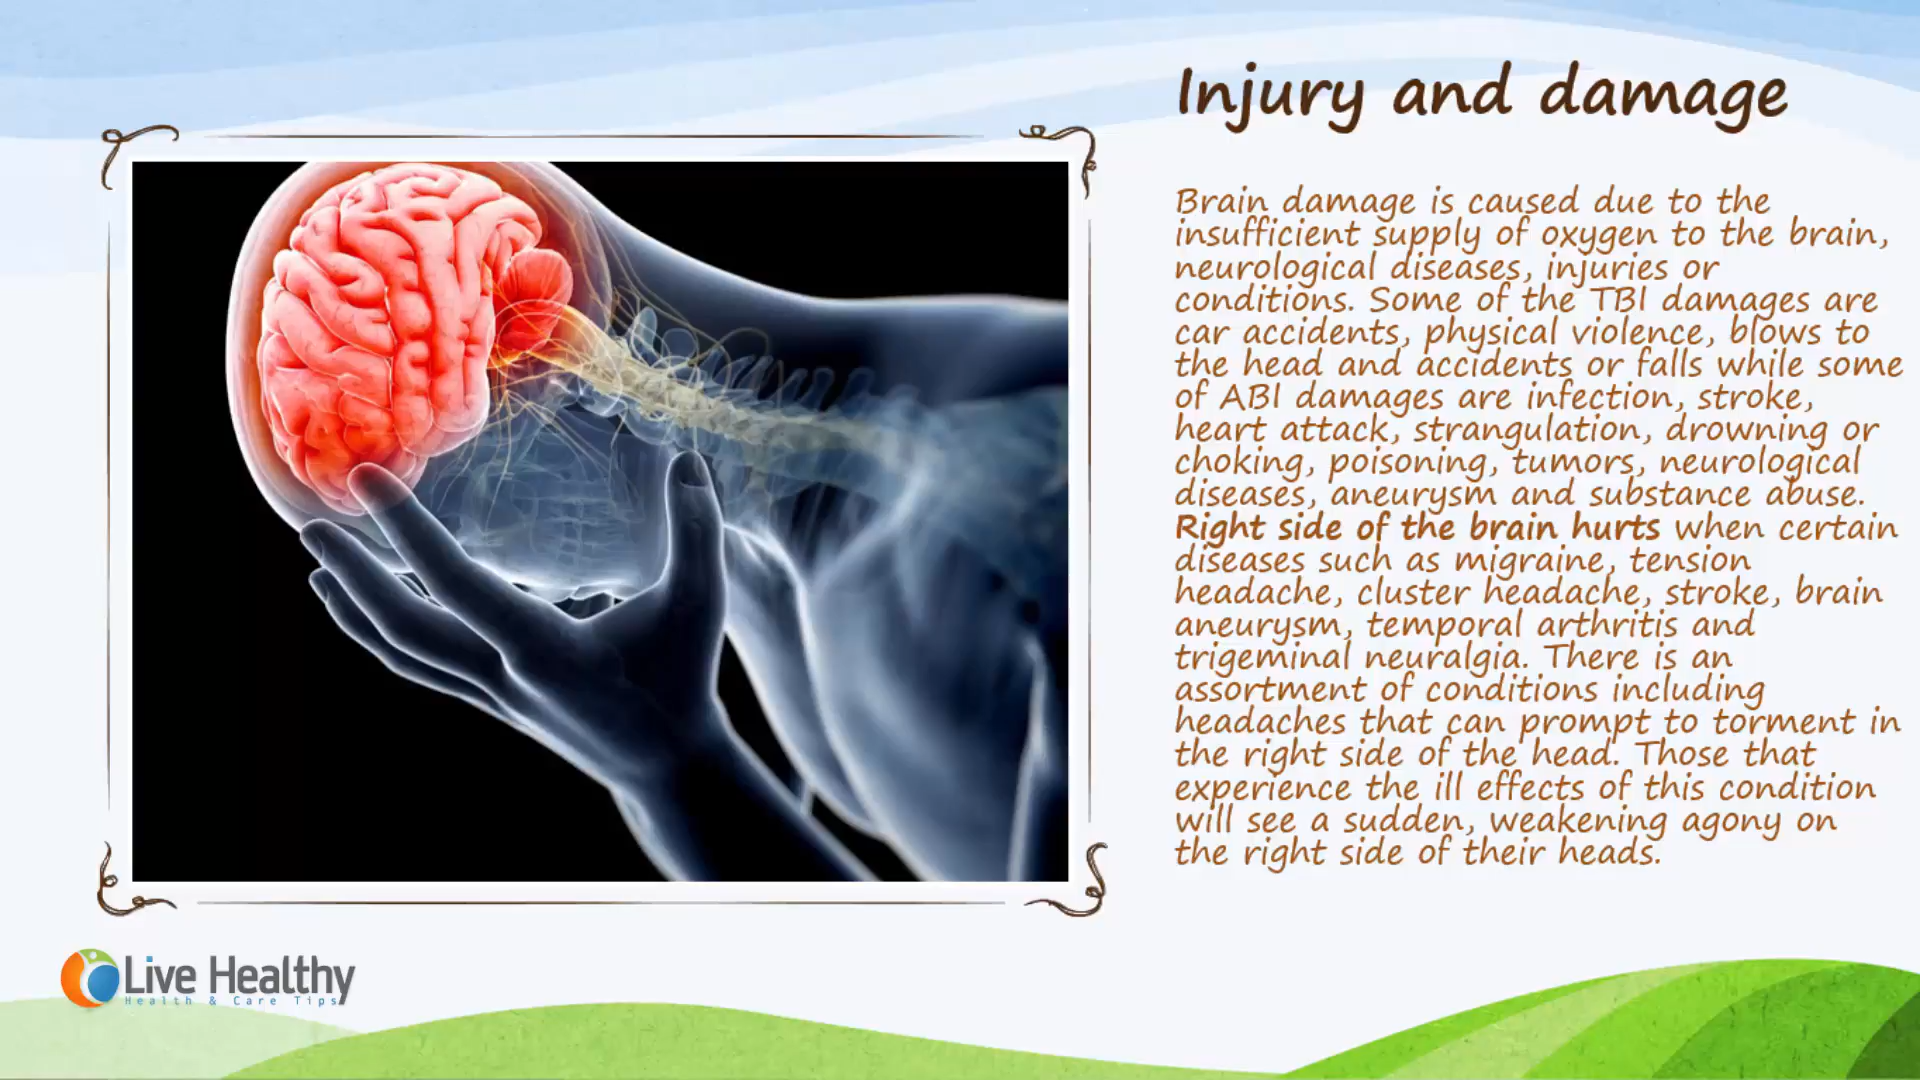 Injury and damage
Brain damage is caused due to the
insufficient supply of oxygen to the brain,
neurological diseases, injuries or
conditions. Some of the TBI damages are
car accidents, physical violence, blows to
the head and accidents or falls while some
of ABI damages are infection, stroke,
heart attack, strangulation, drowning or
choking, poisoning, tumors, neurological
diseases, aneurysm and substance abuse.
Right side of the brain hurts when certain
diseases such as migraine, tension
headache, cluster headache, stroke, brain
aneurysm, temporal arthritis and
trigeminal neuralgia. There is an
assortment of conditions including
headaches that can prompt to torment in
the right side of the head. Those that
experience the ill effects of this condition
will see a sudden, weakening agony on
the right side of their heads.
Live Healthy
Health & Care Tips